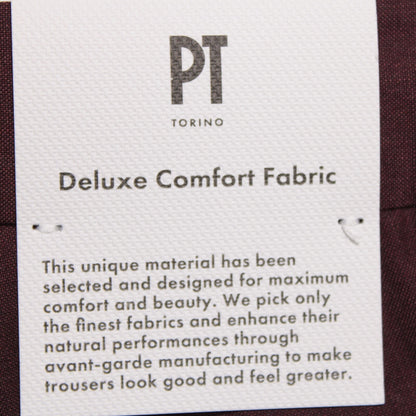 PT
TORINO
Deluxe Comfort Fabric
This unique material has been
selected and designed for maximum
comfort and beauty. We pick only
the finest fabrics and enhance their
natural performances through
avant-garde manufacturing to make
trousers look good and feel greater.